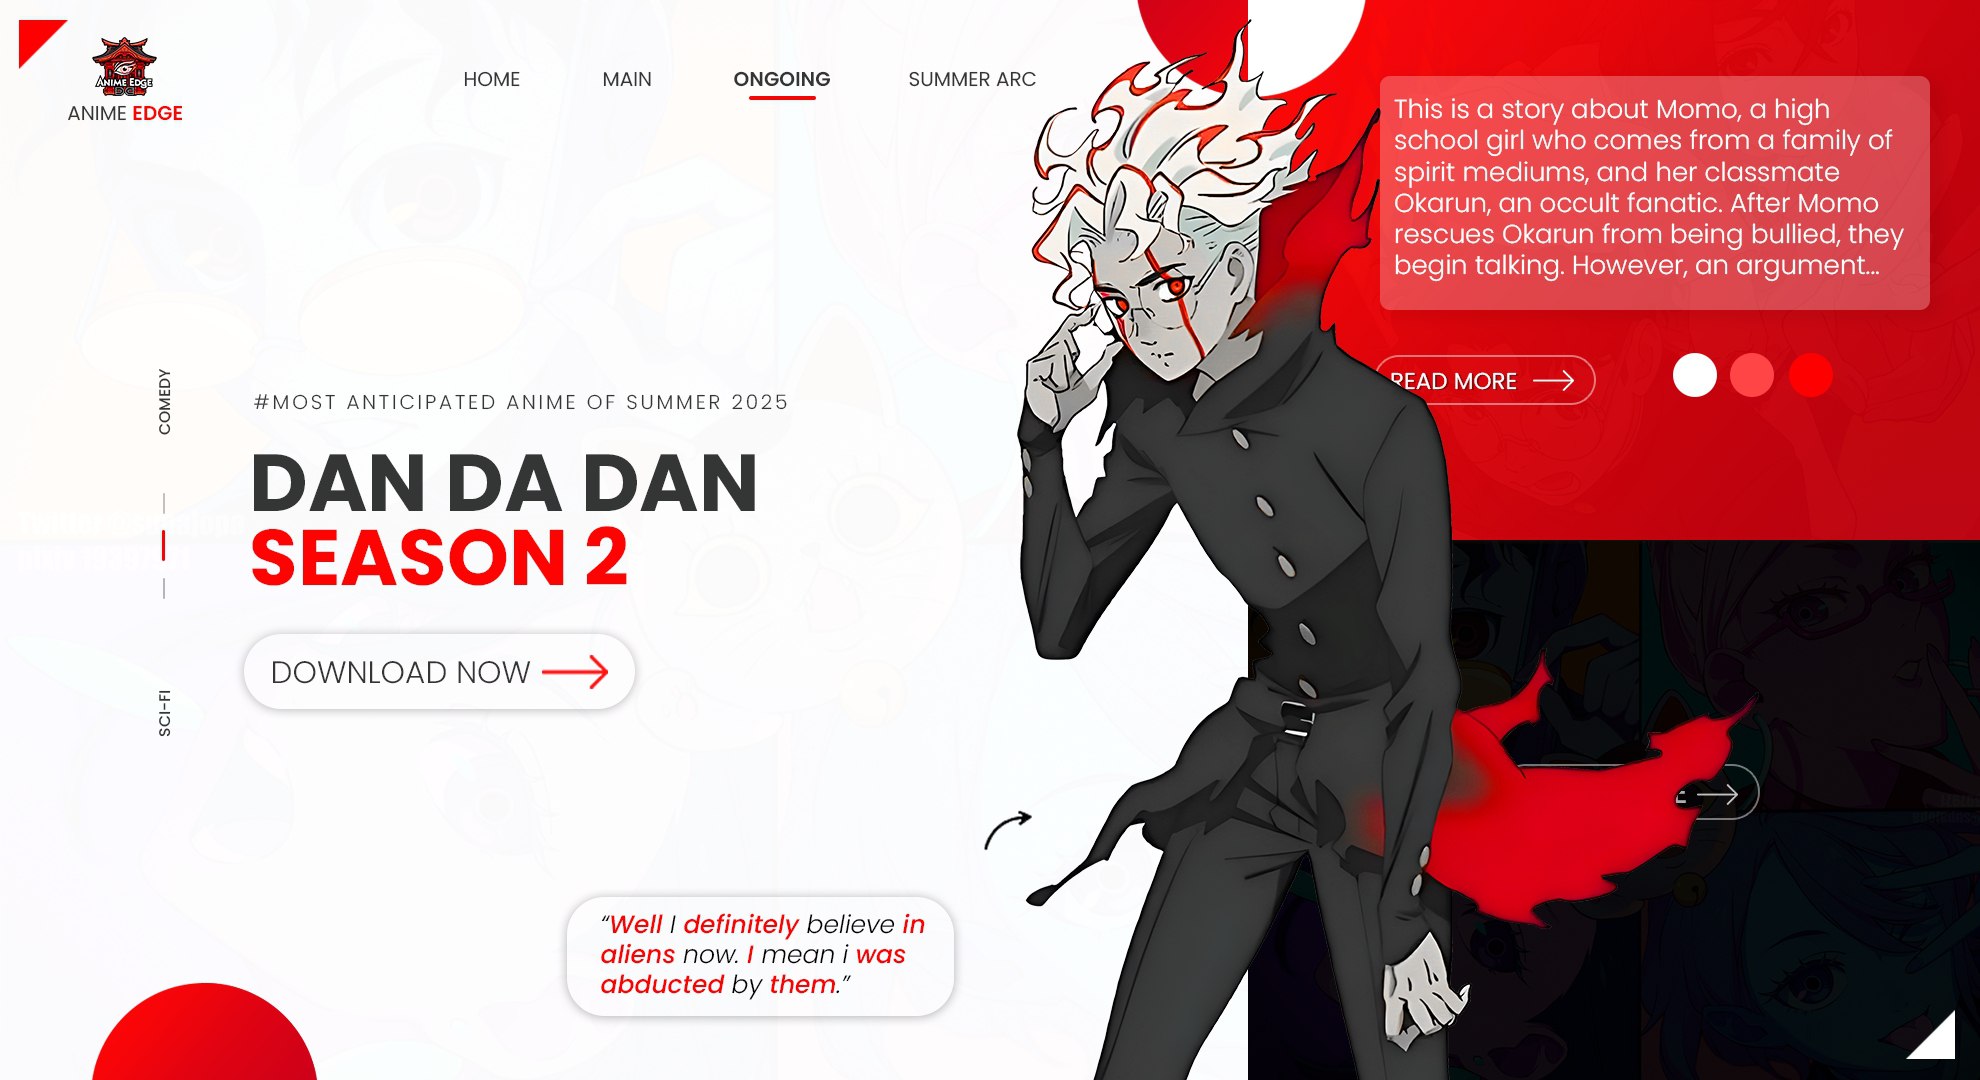 ANIME EDGE
ANIME EDGE
HOME
MAIN
ONGOING
SUMMER ARC
This is a story about Momo, a high
school girl who comes from a family of
spirit mediums, and her classmate
Okarun, an occult fanatic. After Momo
rescues Okarun from being bullied, they
begin talking. However, an argument...
READ MORE
COMEDY
SCI-FI
#MOST ANTICIPATED ANIME OF SUMMER 2025
DAN DA DAN
SEASON 2
DOWNLOAD NOW
“Well I definitely believe in
aliens now. I mean i was
abducted by them.”